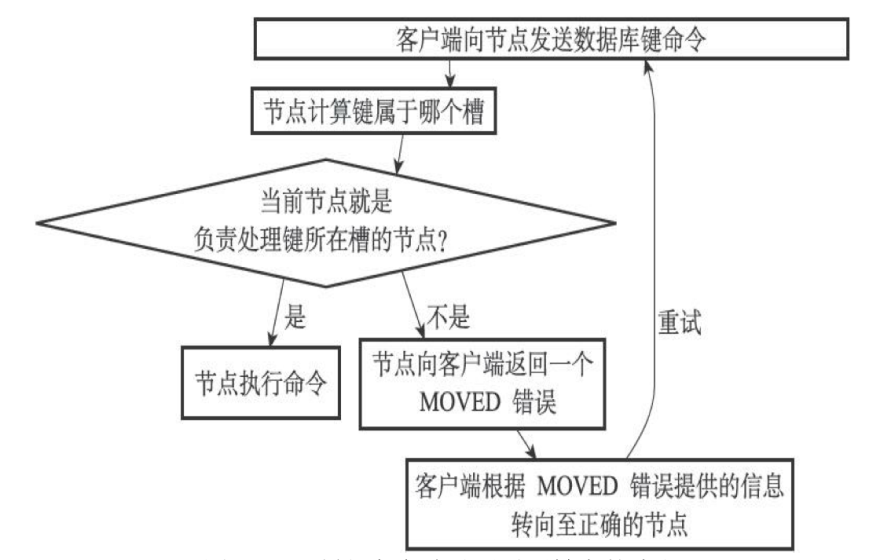 客户端向节点发送数据库键命令
节点计算键属于哪个槽
当前节点就是
负责处理键所在槽的节点？
是
不是
重试
节点执行命令
节点向客户端返回一个
MOVED 错误
客户端根据 MOVED 错误提供的信息
转向至正确的节点